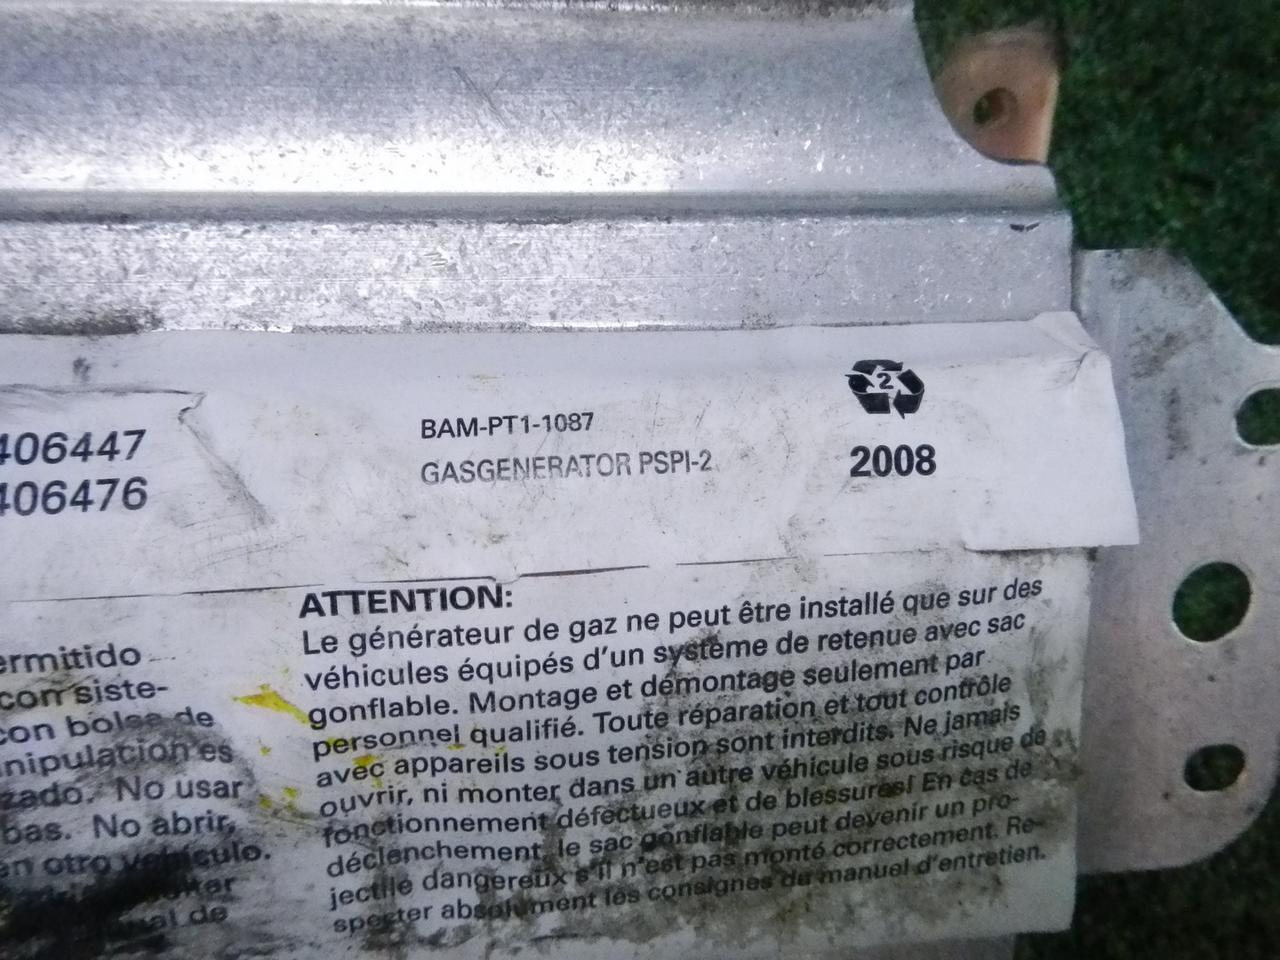 406447
406476
BAM-PT1-1087
GASGENERATOR PSPI-2
2
2008
ermitido
con siste-
con bolsa de
nipulacion es
zado. No usar
bas. No abrir,
en otro vehiculo.
ual de
ATTENTION:
Le générateur de gaz ne peut être installé que sur des
véhicules équipés d'un système de retenue avec sac
gonflable. Montage et démontage seulement par
personnel qualifié. Toute réparation et tout contrôle
avec appareils sous tension sont interdits. Ne jamais
ouvrir, ni monter dans un autre véhicule sous risque de
fonctionnement défectueux et de blessures! En cas de
déclenchement, le sac gonflable peut devenir un pro-
jectile dangereux s'il n'est pas monté correctement. Re-
specter absolument les consignes du manuel d'entretien.